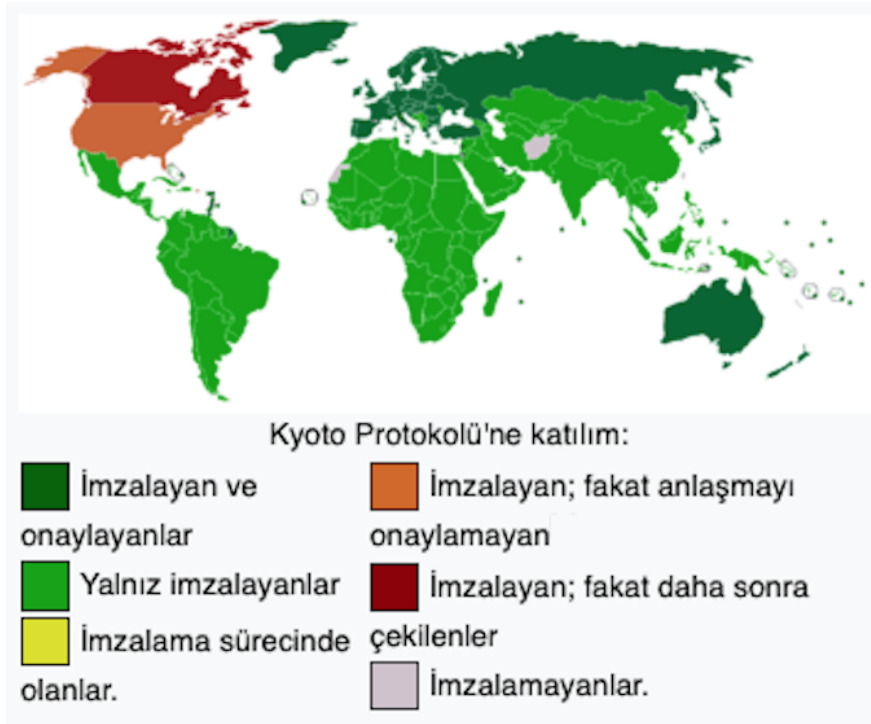 Kyoto Protokolü'ne katılım:
İmzalayan ve
onaylayanlar
Yalnız imzalayanlar
İmzalama sürecinde
olanlar.
İmzalayan; fakat anlaşmayı
onaylamayan
İmzalayan; fakat daha sonra
çekilenler
İmzalamayanlar.